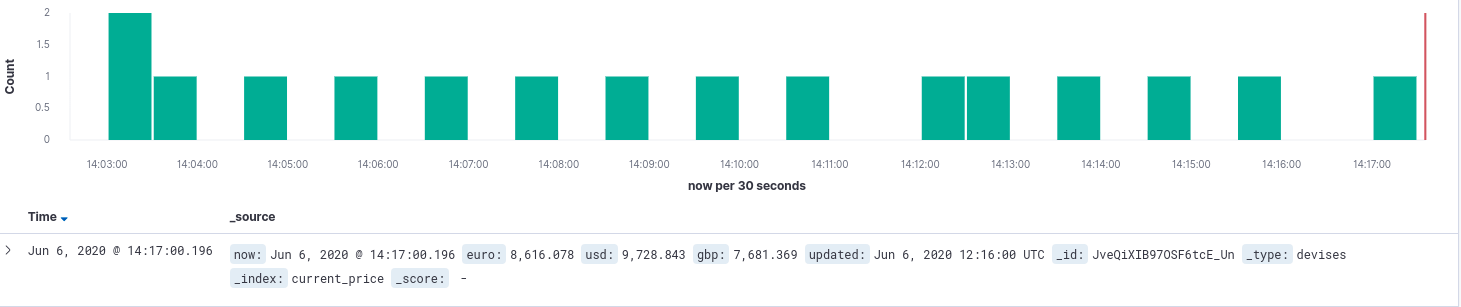 2
1.5
1
0.5
0
Count
14:03:00 14:04:00 14:05:00 14:06:00 14:07:00 14:08:00 14:09:00 14:10:00 14:11:00 14:12:00 14:13:00 14:14:00 14:15:00 14:16:00 14:17:00
now per 30 seconds
Time _source
Jun 6, 2020 @ 14:17:00.196 now: Jun 6, 2020 @ 14:17:00.196 euro: 8,616.078 usd: 9,728.843 gbp: 7,681.369 updated: Jun 6, 2020 12:16:00 UTC _id: JveQiXIB97OSF6tcE_Un _type: devises
_index: current_price _score: -